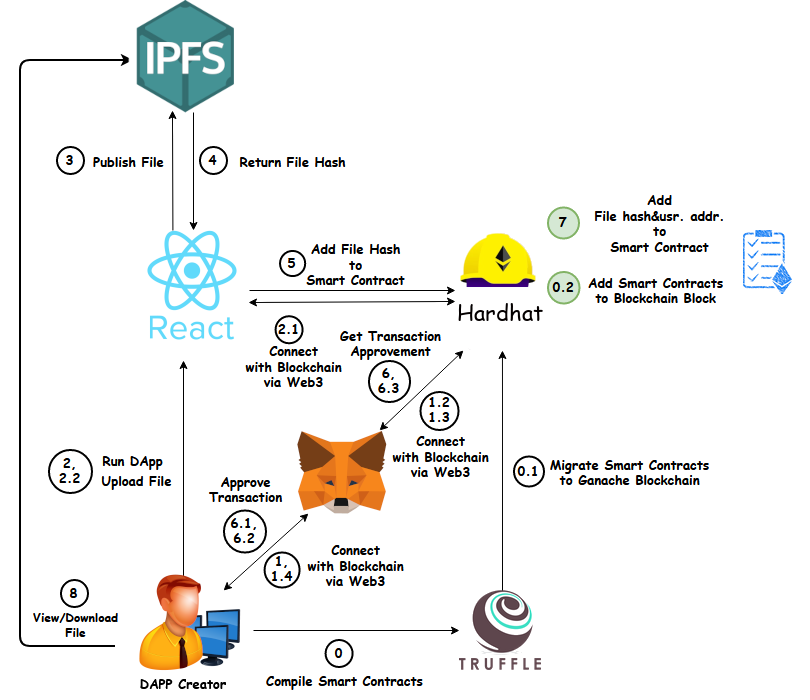 IPFS
3
Publish File
4
Return File Hash
7
Add
File hash&usr. addr.
to
Smart Contract
5
Add File Hash
to
Smart Contract
0.2
Add Smart Contracts
to Blockchain Block
React
Hardhat
2.1
Connect
with Blockchain
via Web3
Get Transaction
Approvement
6,
6.3
1.2
1.3
Connect
with Blockchain
via Web3
2,
2.2
Run DApp
Upload File
0.1
Migrate Smart Contracts
to Ganache Blockchain
Approve
Transaction
6.1,
6.2
1,
1.4
Connect
with Blockchain
via Web3
8
View/Download
File
0
Compile Smart Contracts
DAPP Creator
TRUFFLE